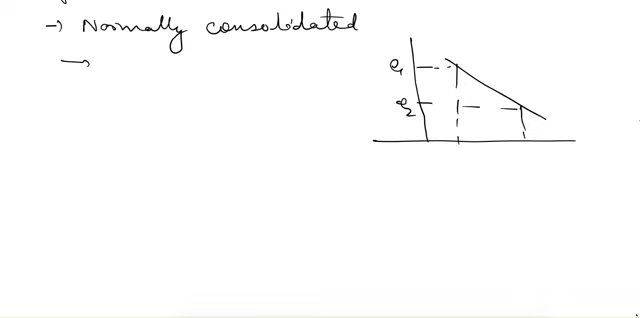 → Normally consolidated
→
e₁
e₂